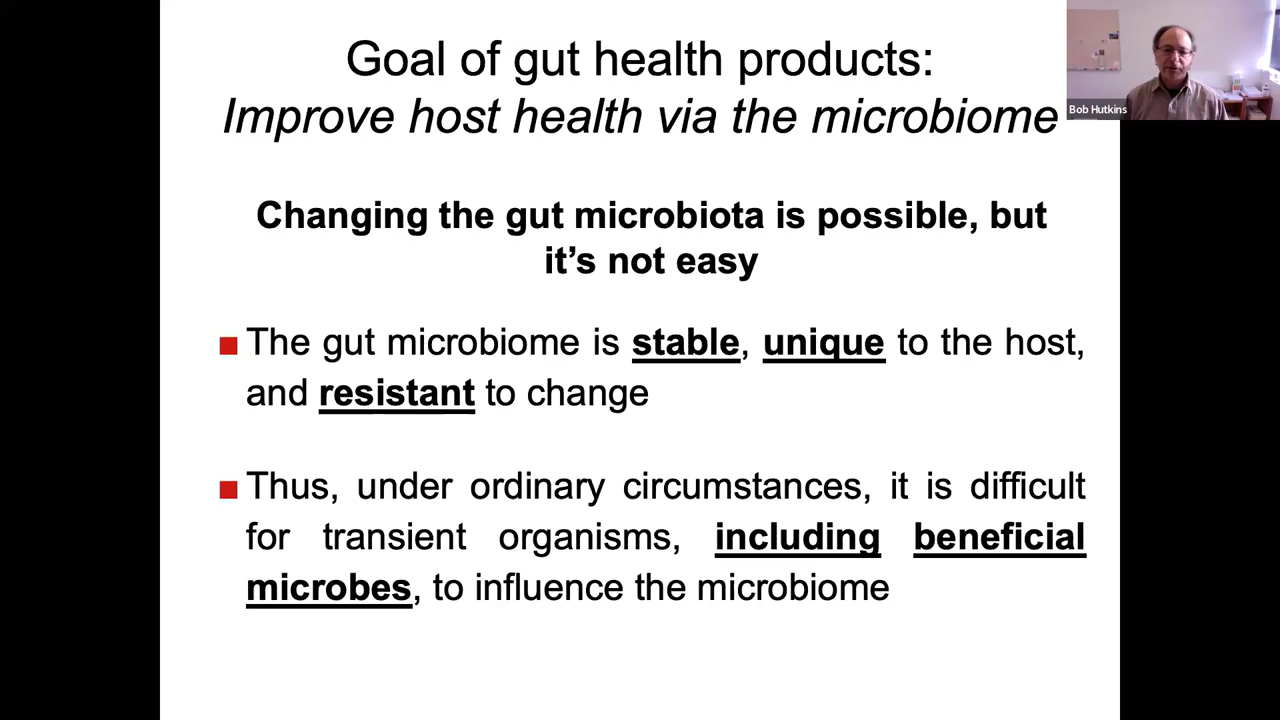 Goal of gut health products:
Improve host health via the microbiome
Bob Hutkins
Changing the gut microbiota is possible, but
it’s not easy
The gut microbiome is stable, unique to the host,
and resistant to change
Thus, under ordinary circumstances, it is difficult
for transient organisms, including beneficial
microbes, to influence the microbiome